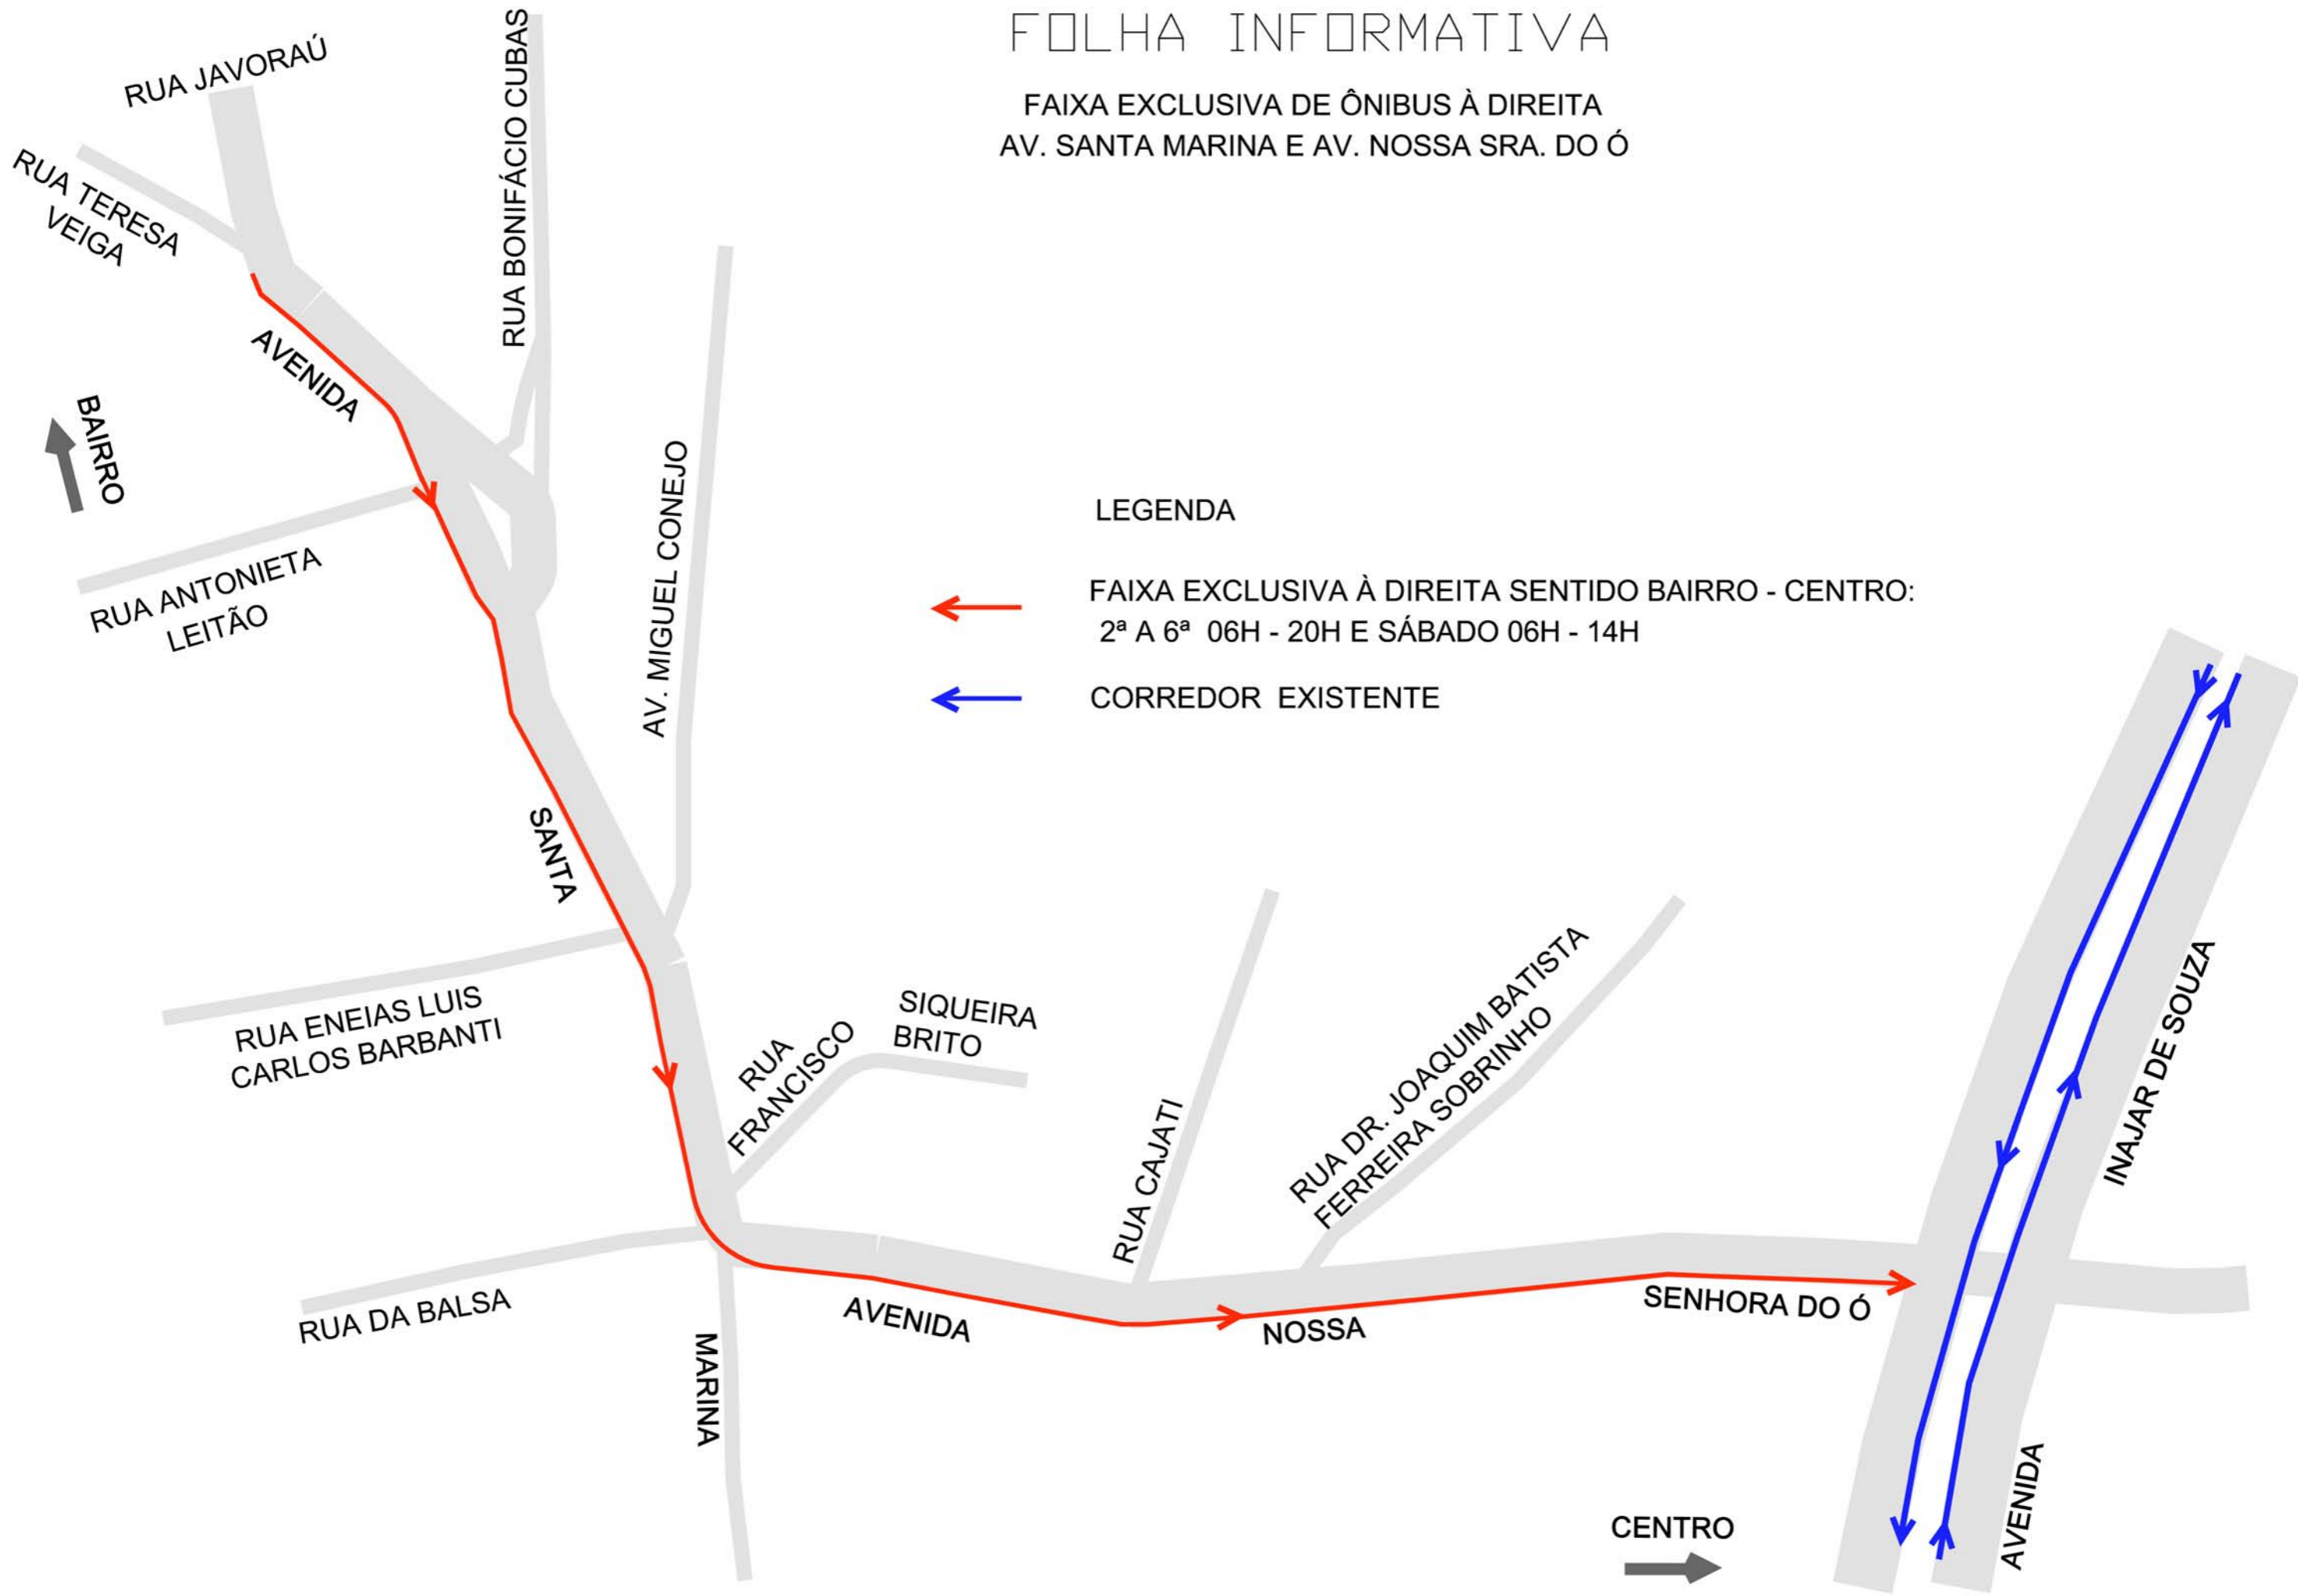 FOLHA INFORMATIVA
FAIXA EXCLUSIVA DE ÔNIBUS À DIREITA
AV. SANTA MARINA E AV. NOSSA SRA. DO Ó
RUA JAVORAÚ
RUA TERESA
VEIGA
RUA BONIFÁCIO CUBAS
AVENIDA
BAIRRO
RUA ANTONIETA
LEITÃO
AV. MIGUEL CONEJO
LEGENDA
FAIXA EXCLUSIVA À DIREITA SENTIDO BAIRRO - CENTRO:
2ª A 6ª 06H - 20H E SÁBADO 06H - 14H
CORREDOR EXISTENTE
SANTA
RUA ENEIAS LUIS
CARLOS BARBANTI
RUA
FRANCISCO
SIQUEIRA
BRITO
RUA CAJATI
RUA DR. JOAQUIM BATISTA
FERREIRA SOBRINHO
INAJAR DE SOUZA
RUA DA BALSA
MARINA
AVENIDA
NOSSA
SENHORA DO Ó
AVENIDA
CENTRO